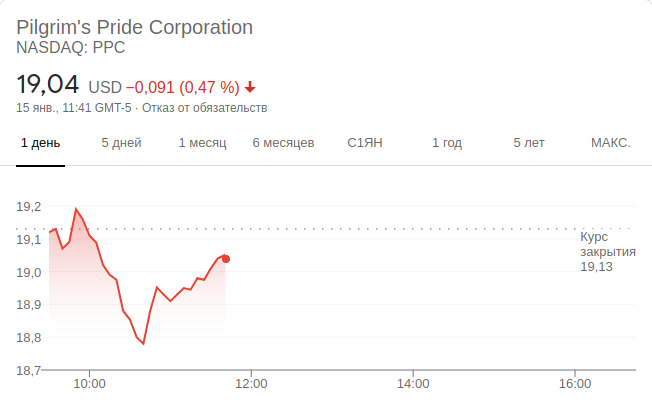 Pilgrim's Pride Corporation
NASDAQ: PPC
19,04 USD −0,091 (0,47 %)
15 янв., 11:41 GMT-5 · Отказ от обязательств
1 день 5 дней 1 месяц 6 месяцев С1ЯН 1 год 5 лет МАКС.
19,2
19,1
19,0
18,9
18,8
18,7
Курс
закрытия
19,13
10:00 12:00 14:00 16:00